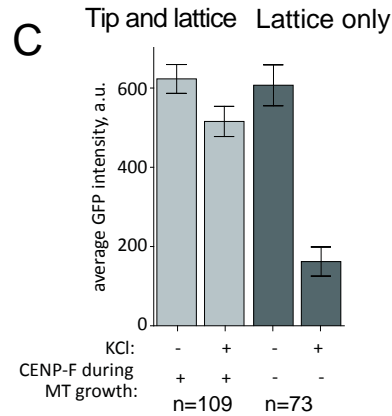 C
Tip and lattice Lattice only
average GFP intensity, a.u.
600
400
200
0
KCl: - + - +
CENP-F during
MT growth: + + - -
n=109 n=73